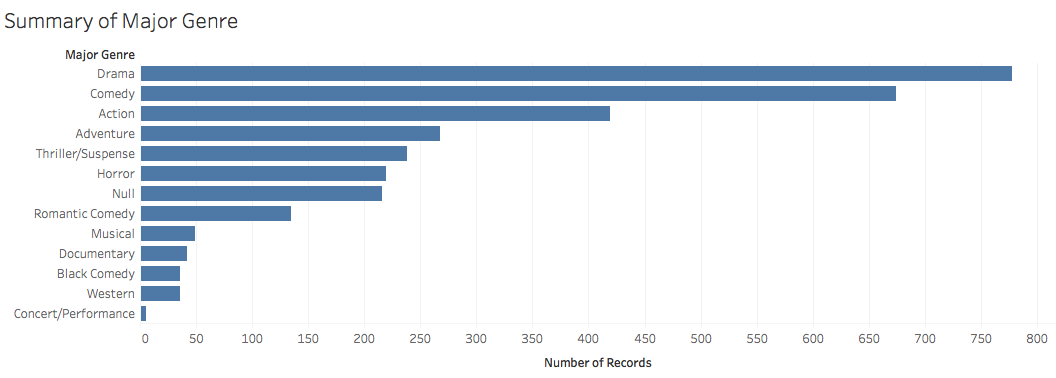 Summary of Major Genre
Major Genre
Drama
Comedy
Action
Adventure
Thriller/Suspense
Horror
Null
Romantic Comedy
Musical
Documentary
Black Comedy
Western
Concert/Performance
0 50 100 150 200 250 300 350 400 450 500 550 600 650 700 750 800
Number of Records